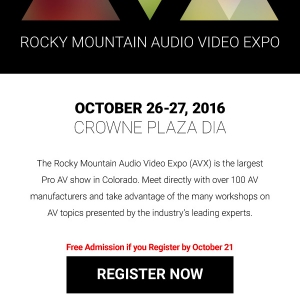 ROCKY MOUNTAIN AUDIO VIDEO EXPO
OCTOBER 26-27, 2016
CROWNE PLAZA DIA
The Rocky Mountain Audio Video Expo (AVX) is the largest
Pro AV show in Colorado. Meet directly with over 100 AV
manufacturers and take advantage of the many workshops on
AV topics presented by the industry's leading experts.
Free Admission if you Register by October 21
REGISTER NOW